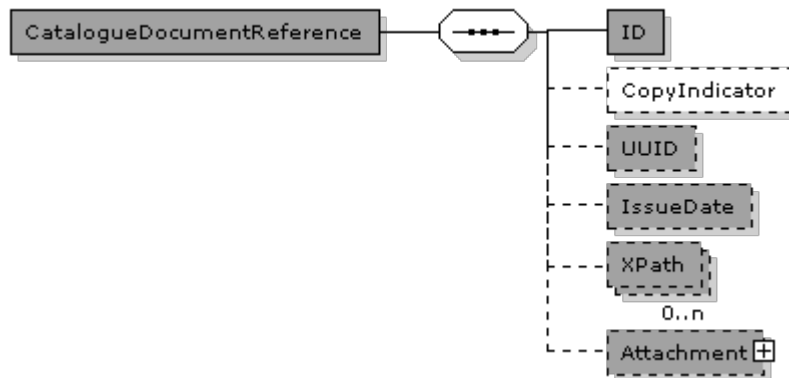 CatalogueDocumentReference
ID
CopyIndicator
UUID
IssueDate
XPath
0..n
Attachment